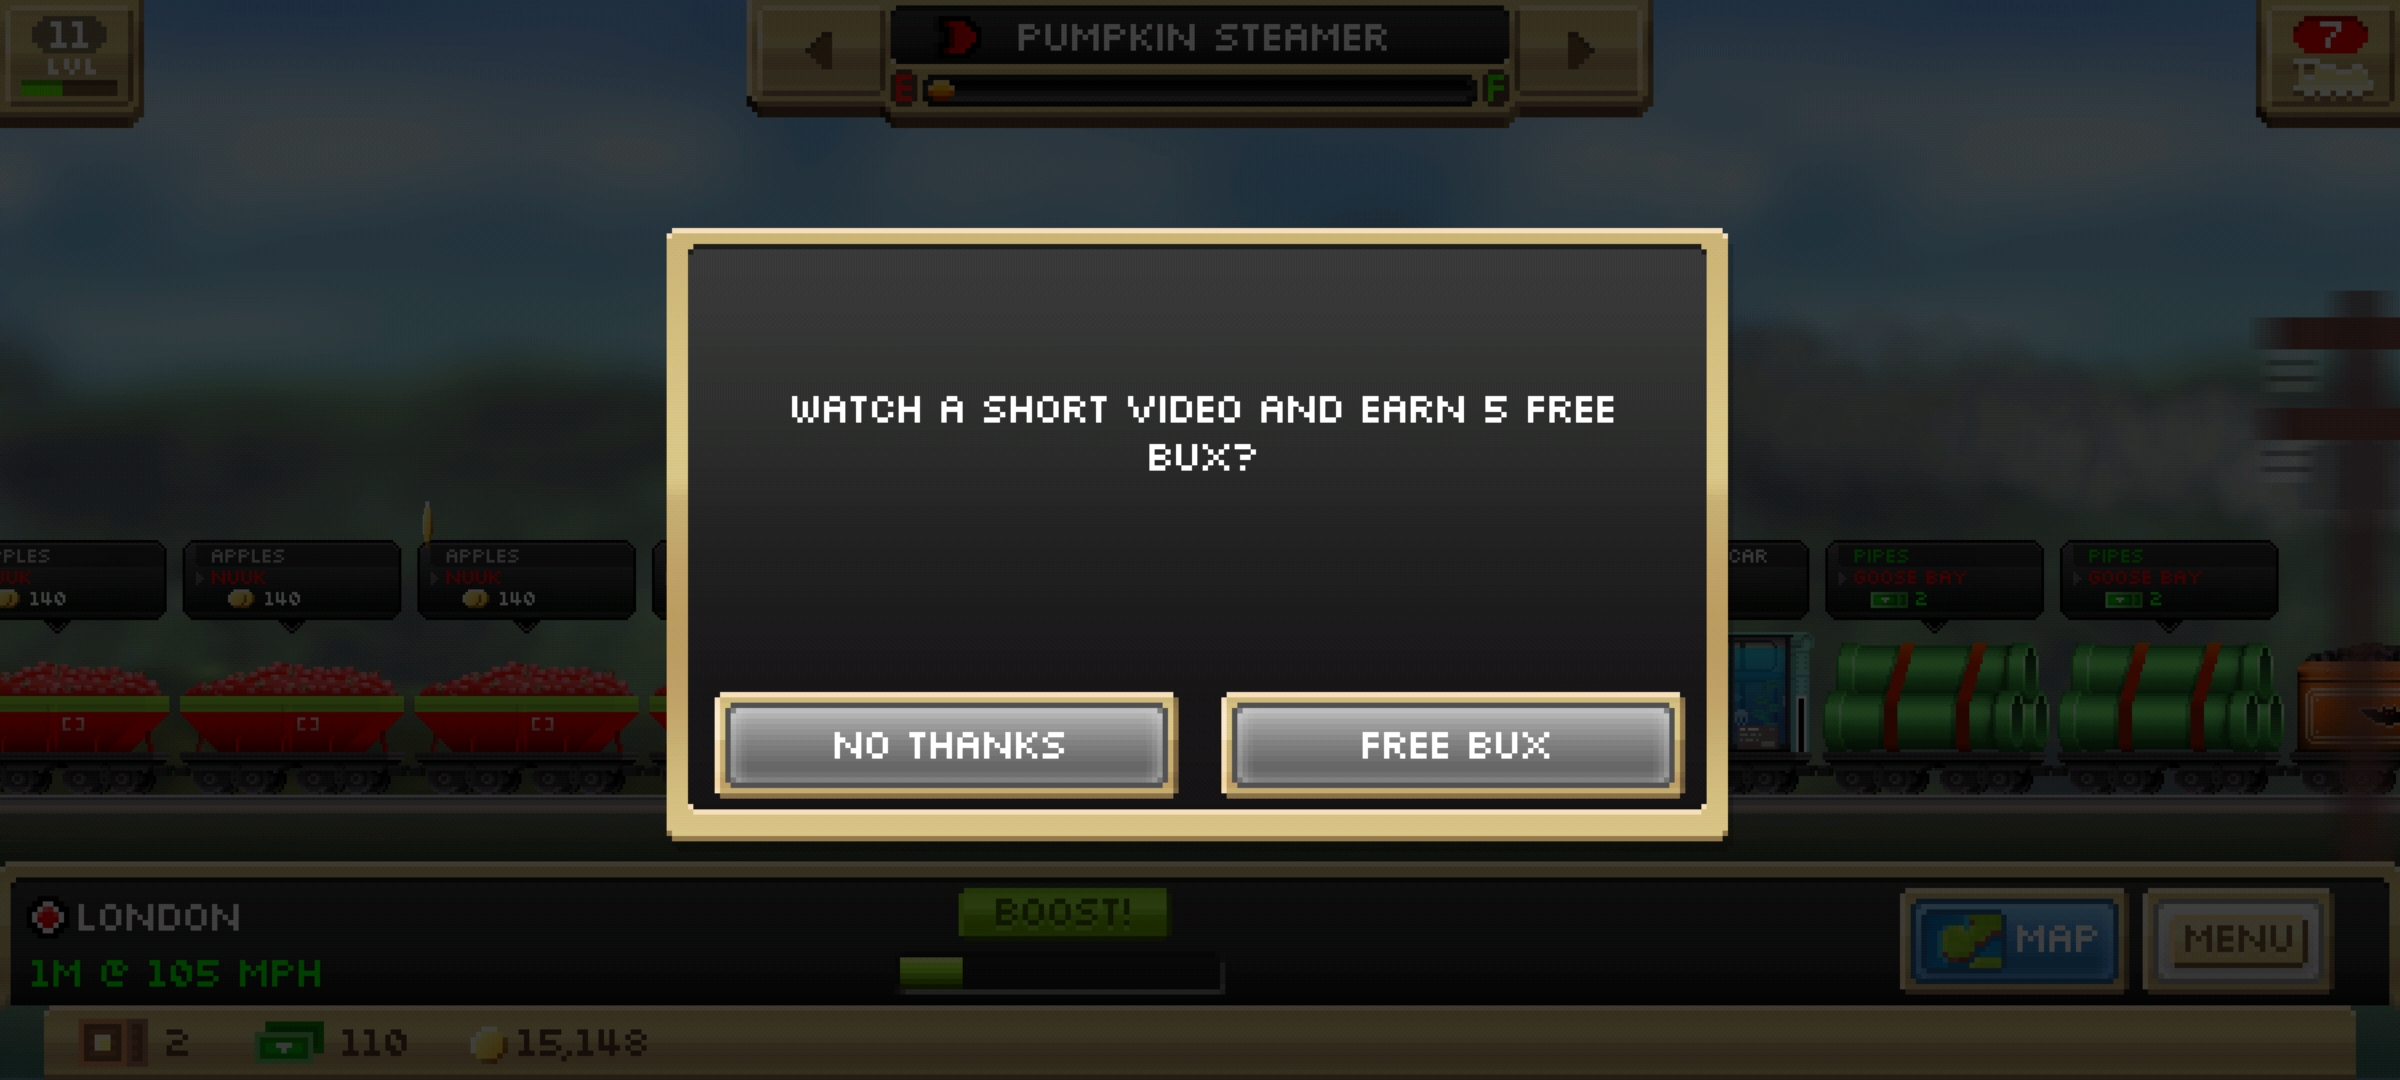 11
LVL
PUMPKIN STEAMER
E
F
7
WATCH A SHORT VIDEO AND EARN 5 FREE
BUX?
APPLES
NUUK
140
APPLES
NUUK
140
140
CAR
PIPES
GOOSE BAY
2
PIPES
GOOSE BAY
2
NO THANKS
FREE BUX
LONDON
1M @ 105 MPH
BOOST!
MAP
MENU
2
110
15,148